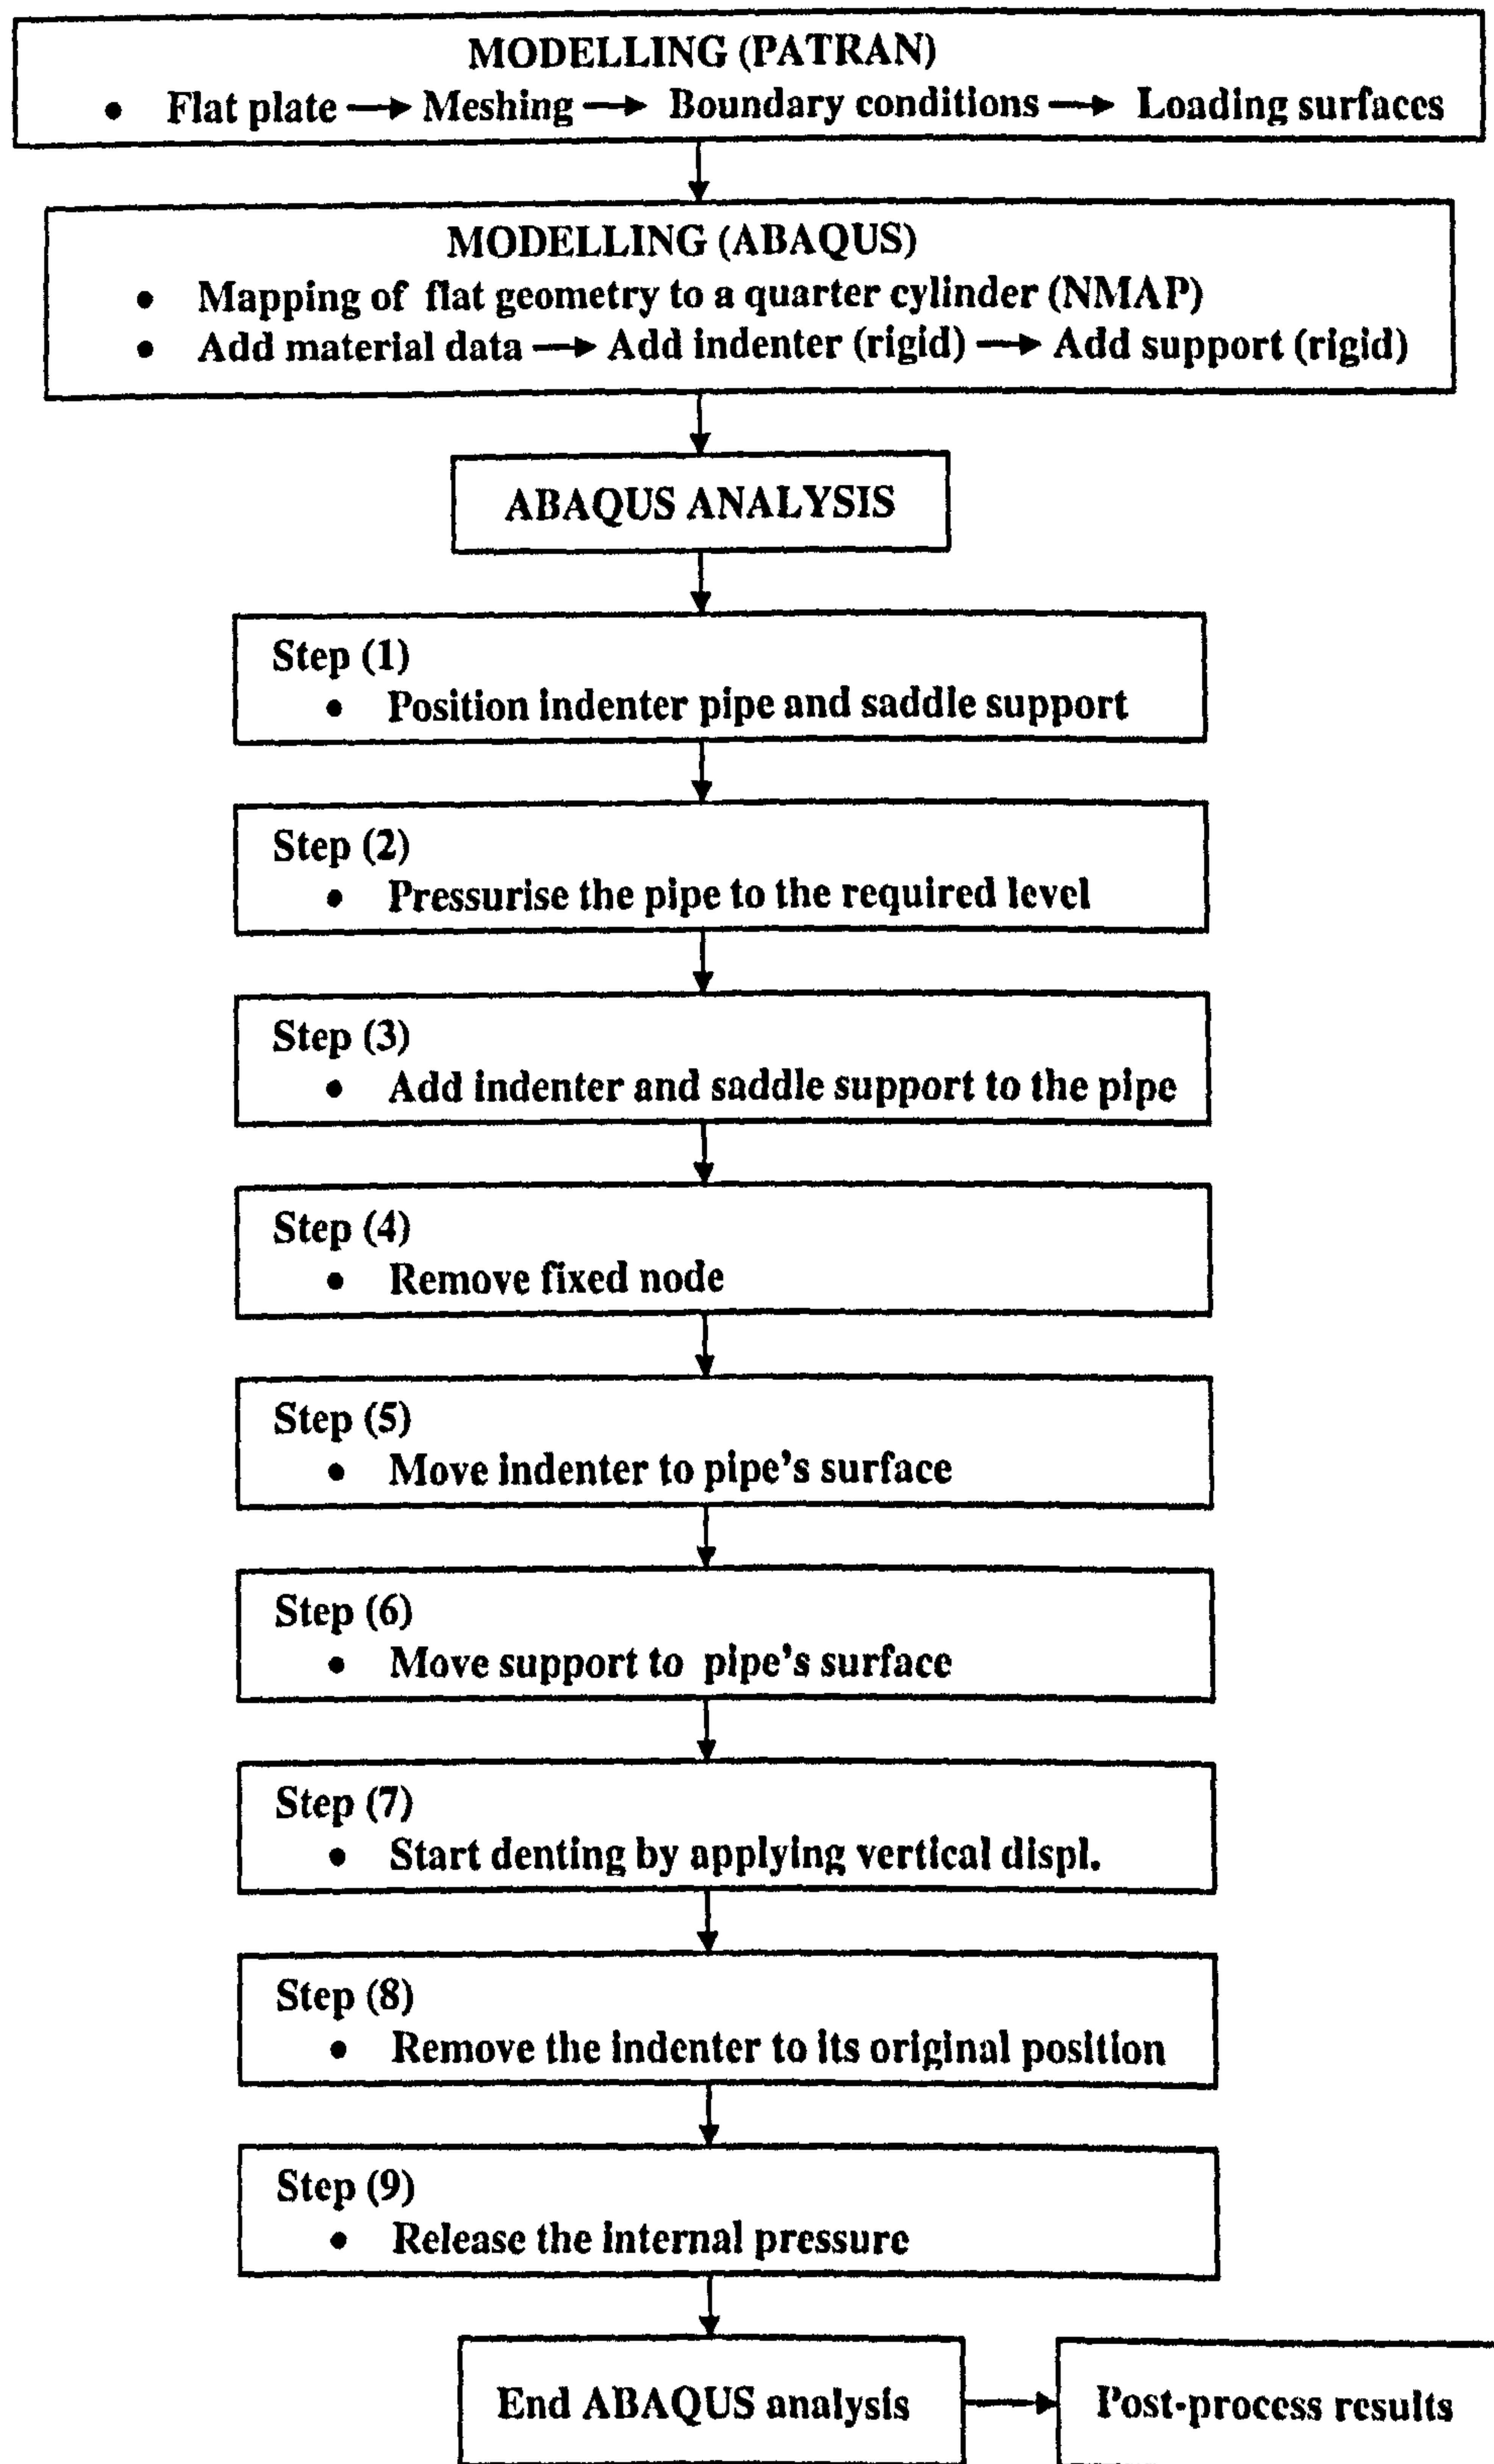 MODELLING (PATRAN)
• Flat plate → Meshing → Boundary conditions → Loading surfaces
MODELLING (ABAQUS)
• Mapping of flat geometry to a quarter cylinder (NMAP)
• Add material data → Add indenter (rigid) → Add support (rigid)
ABAQUS ANALYSIS
Step (1)
• Position indenter pipe and saddle support
Step (2)
• Pressurise the pipe to the required level
Step (3)
• Add indenter and saddle support to the pipe
Step (4)
• Remove fixed node
Step (5)
• Move indenter to pipe's surface
Step (6)
• Move support to pipe's surface
Step (7)
• Start denting by applying vertical displ.
Step (8)
• Remove the indenter to its original position
Step (9)
• Release the internal pressure
End ABAQUS analysis
Post-process results